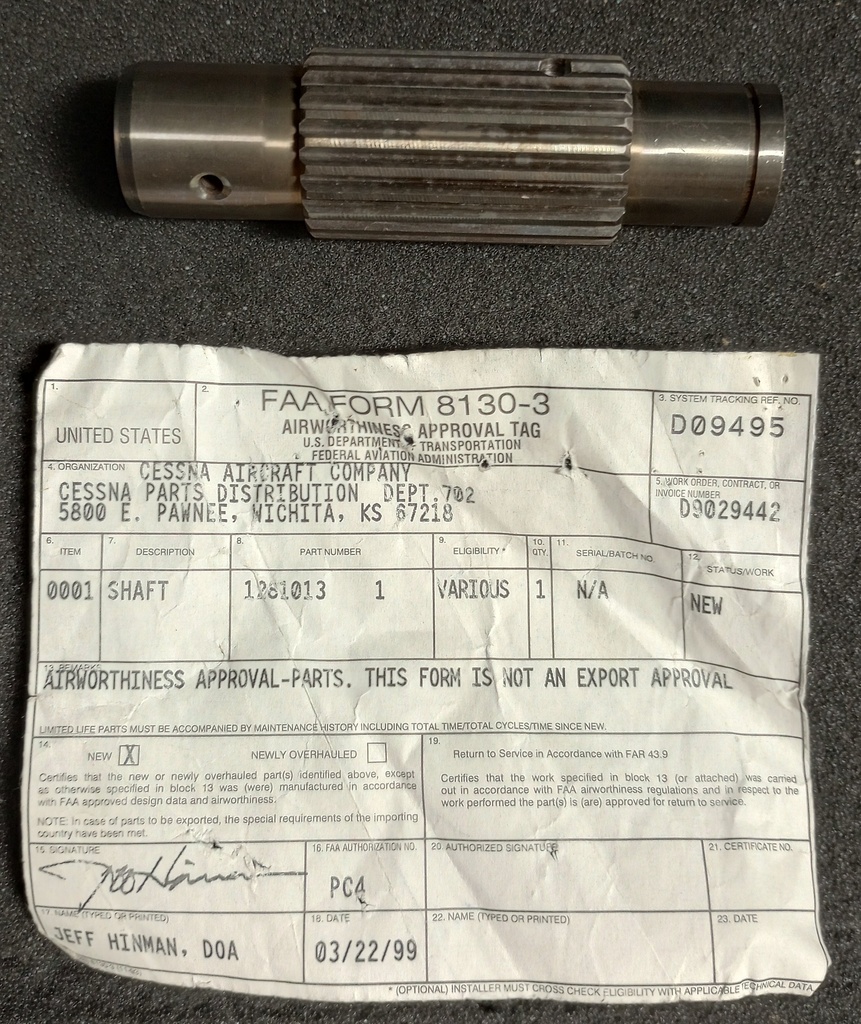 1.
UNITED STATES
2.
FAA FORM 8130-3
AIRWORTHINESS APPROVAL TAG
U.S. DEPARTMENT TRANSPORTATION
FEDERAL AVIATION ADMINISTRATION
3. SYSTEM TRACKING REF. NO.
D09495
4. ORGANIZATION CESSNA AIRCRAFT COMPANY
CESSNA PARTS DISTRIBUTION DEPT.702
5800 E. PAWNEE, WICHITA, KS 67218
5. WORK ORDER, CONTRACT, OR
INVOICE NUMBER
D9029442
6. ITEM
7. DESCRIPTION
8. PART NUMBER
9. ELIGIBILITY *
10. QTY.
11. SERIAL/BATCH NO.
12. STATUS/WORK
0001 SHAFT 1281013 1 VARIOUS 1 N/A NEW
13. REMARKS
AIRWORTHINESS APPROVAL-PARTS. THIS FORM IS NOT AN EXPORT APPROVAL
LIMITED LIFE PARTS MUST BE ACCOMPANIED BY MAINTENANCE HISTORY INCLUDING TOTAL TIME/TOTAL CYCLES/TIME SINCE NEW.
14.
NEW X NEWLY OVERHAULED
Certifies that the new or newly overhauled part(s) identified above, except
as otherwise specified in block 13 was (were) manufactured in accordance
with FAA approved design data and airworthiness.
NOTE: In case of parts to be exported, the special requirements of the importing
country have been met.
19.
Return to Service in Accordance with FAR 43.9
Certifies that the work specified in block 13 (or attached) was carried
out in accordance with FAA airworthiness regulations and in respect to the
work performed the part(s) is (are) approved for return to service.
15 SIGNATURE
16. FAA AUTHORIZATION NO.
PC4
20. AUTHORIZED SIGNATURE
21. CERTIFICATE NO.
17. NAME (TYPED OR PRINTED)
JEFF HINMAN, DOA
18. DATE
03/22/99
22. NAME (TYPED OR PRINTED)
23. DATE
* (OPTIONAL) INSTALLER MUST CROSS CHECK ELIGIBILITY WITH APPLICABLE TECHNICAL DATA